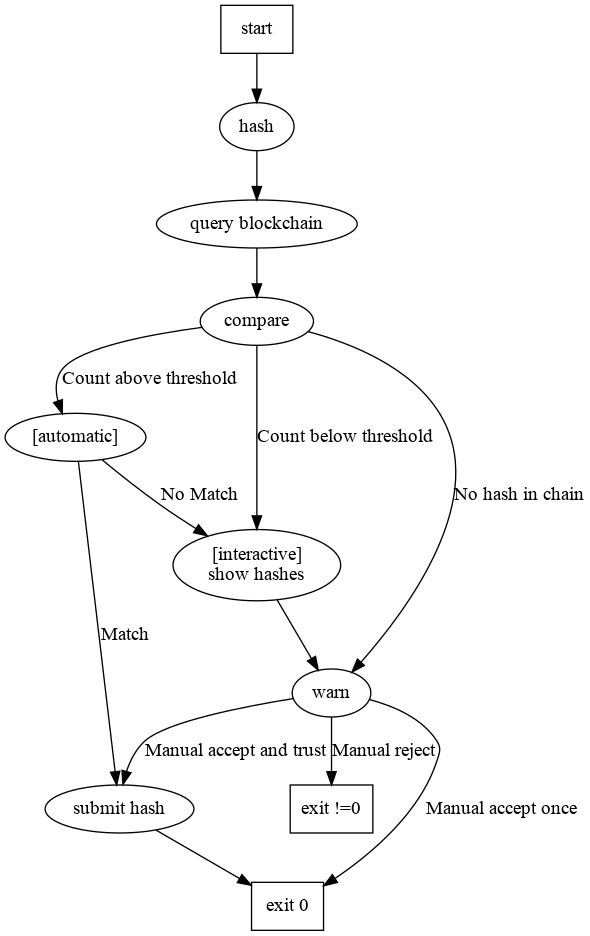 start
hash
query blockchain
compare
Count above threshold
Count below threshold
[automatic]
No Match
No hash in chain
[interactive]
show hashes
Match
warn
Manual accept and trust
Manual reject
submit hash
exit !=0
Manual accept once
exit 0